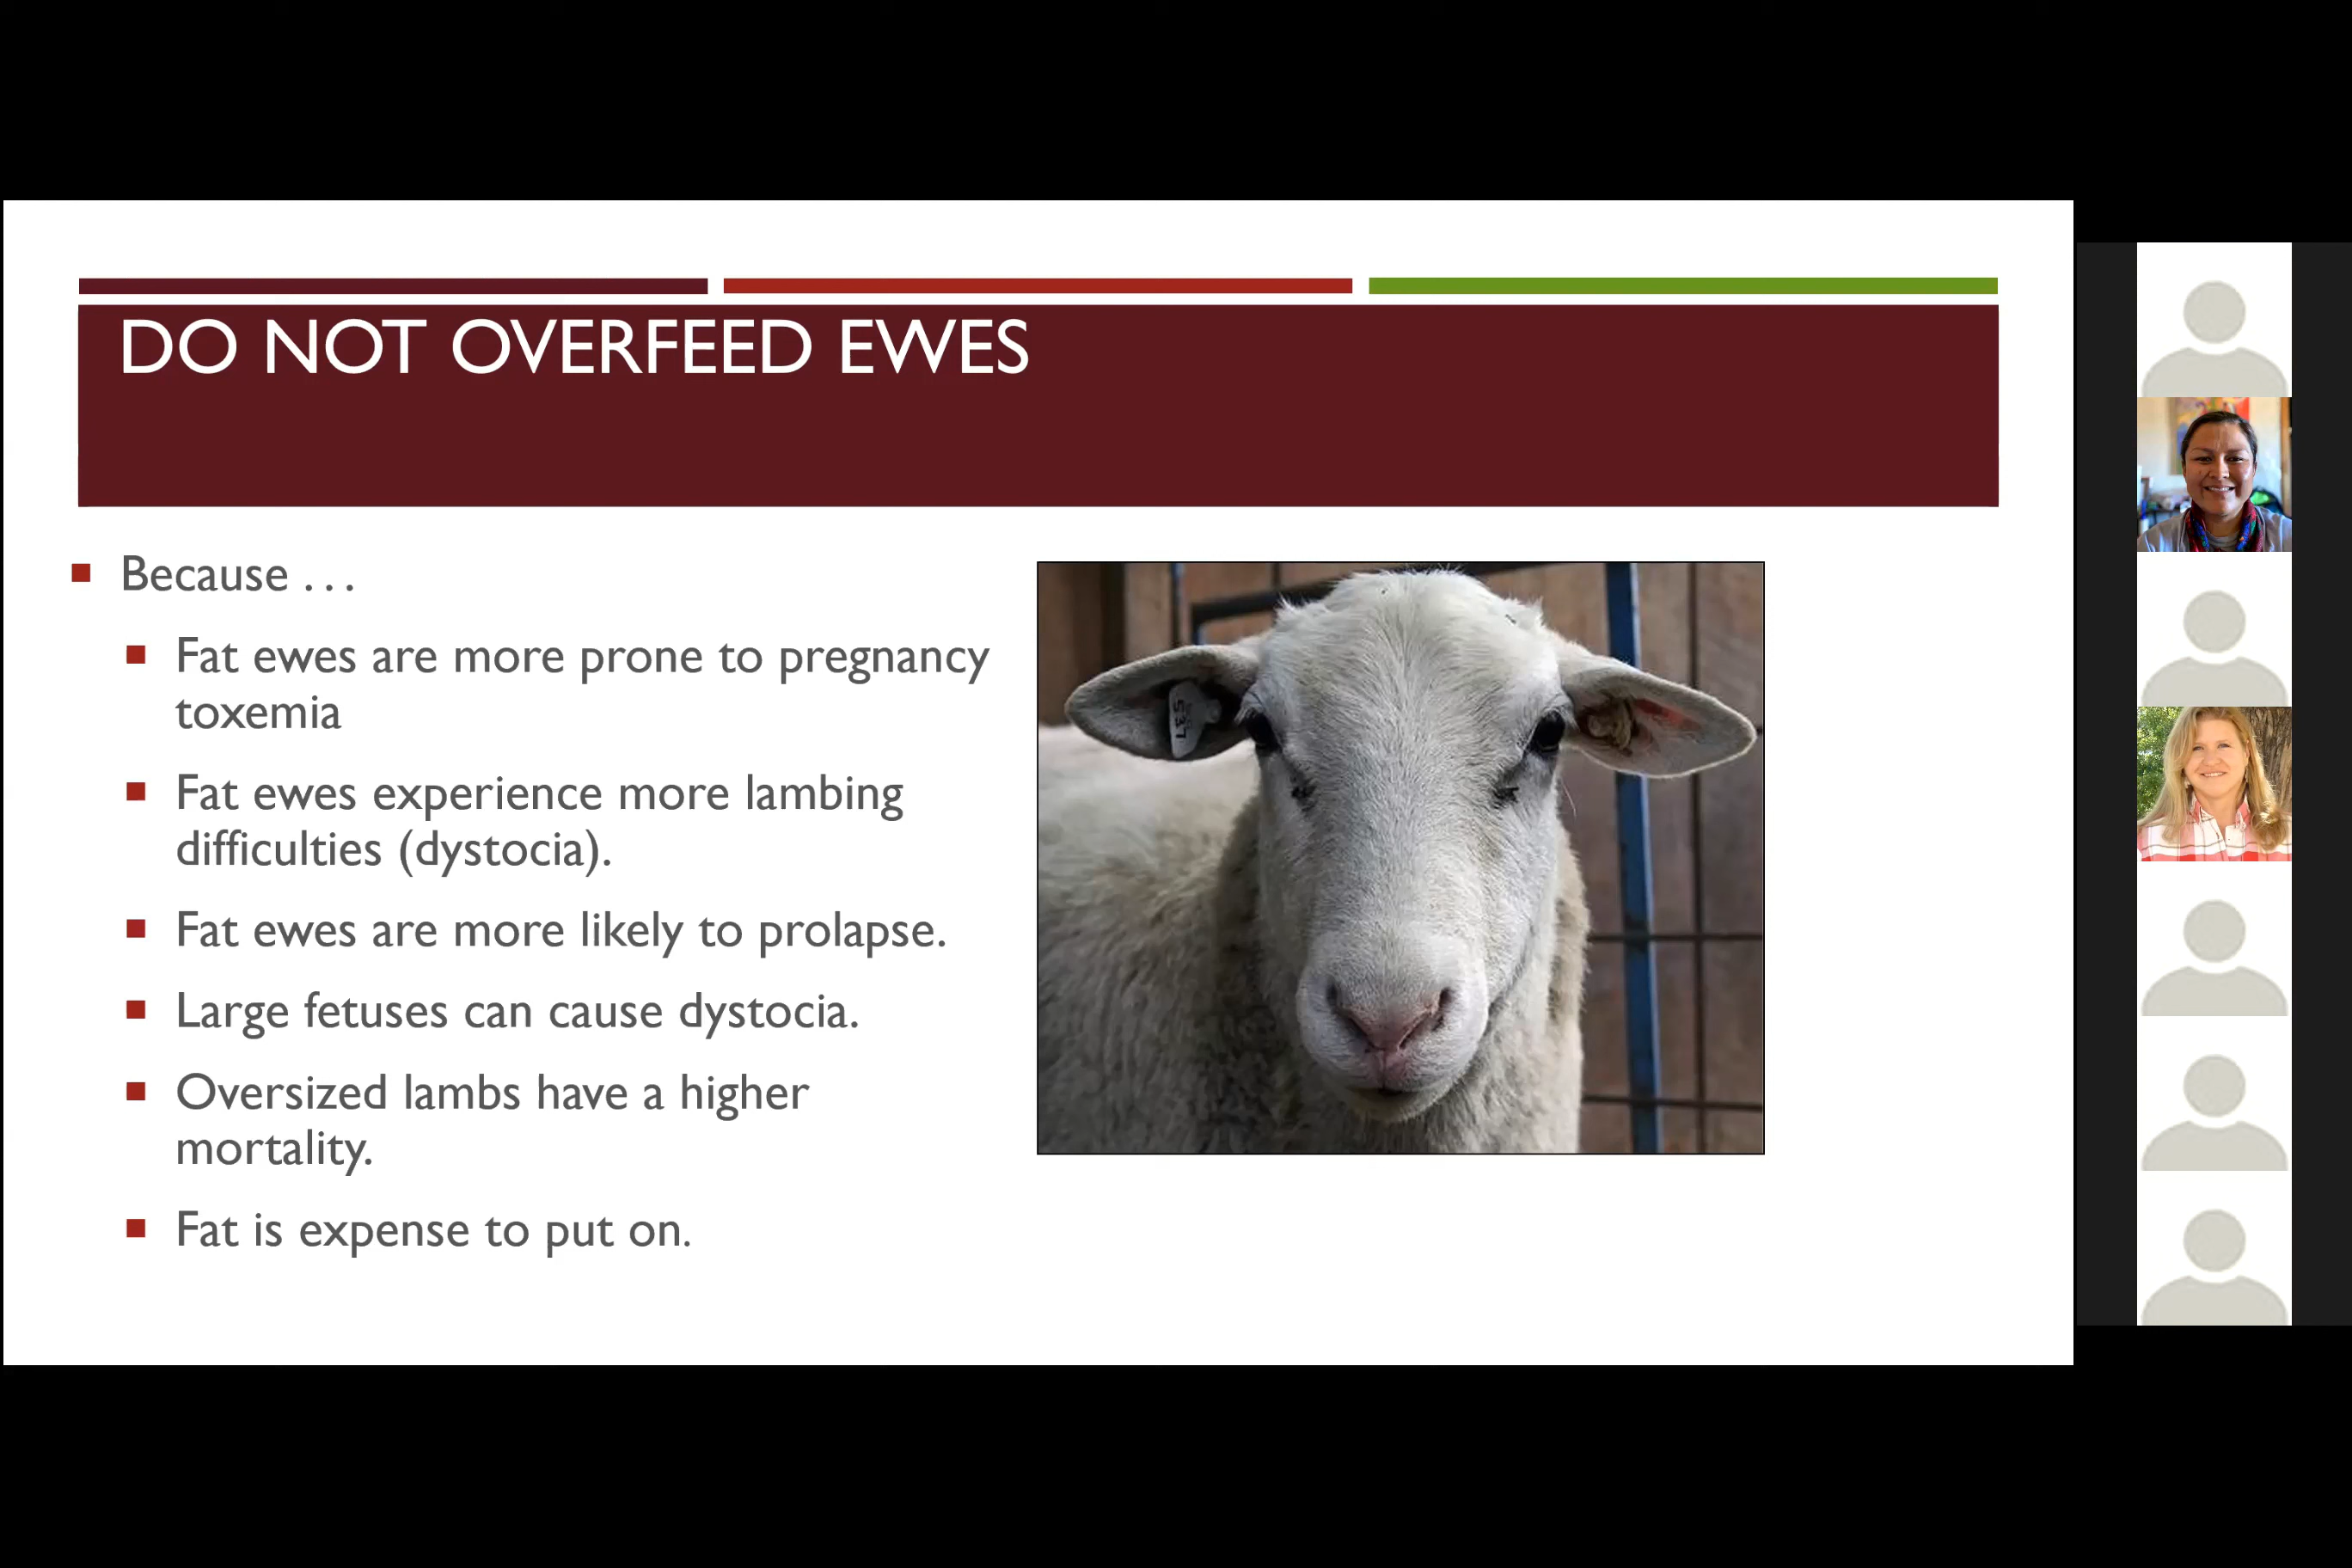 DO NOT OVERFEED EWES
Because . . .
Fat ewes are more prone to pregnancy
toxemia
Fat ewes experience more lambing
difficulties (dystocia).
Fat ewes are more likely to prolapse.
Large fetuses can cause dystocia.
Oversized lambs have a higher
mortality.
Fat is expense to put on.